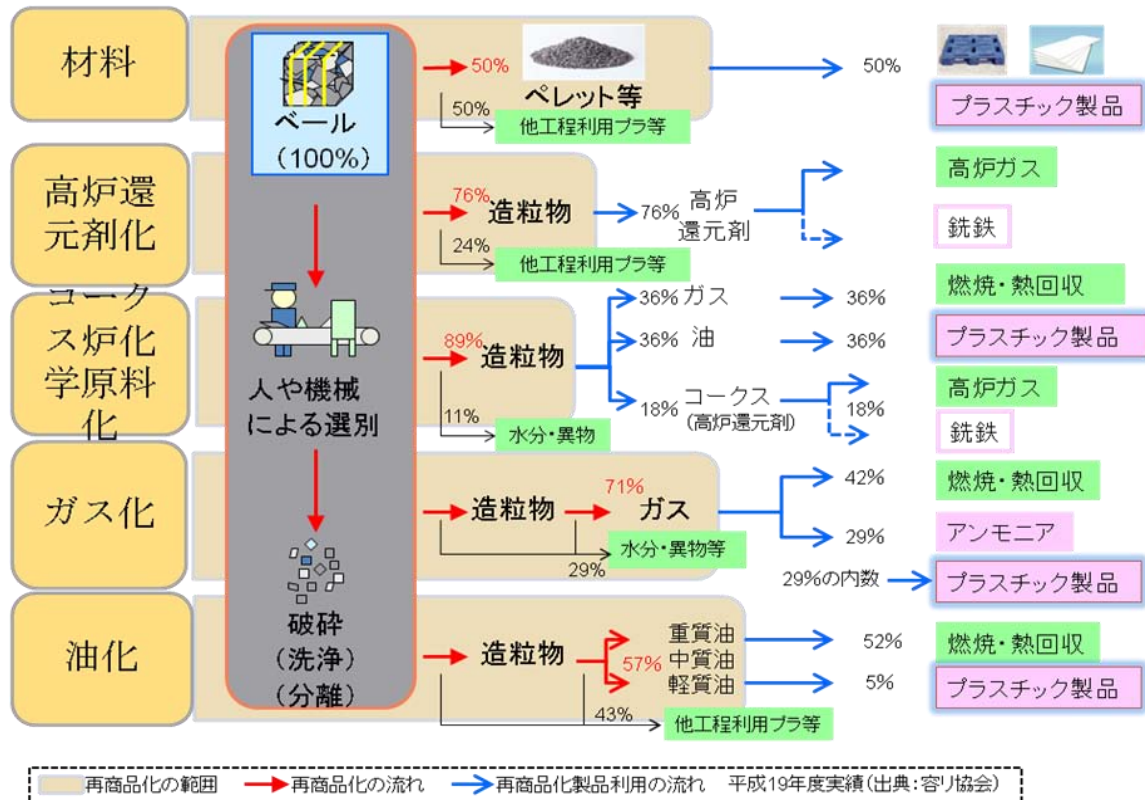 材料
ベール
(100%)
50%
ペレット等
50%
他工程利用プラ等
50%
プラスチック製品
高炉還
元剤化
76%
造粒物
24%
他工程利用プラ等
76%
高炉
還元剤
高炉ガス
銑鉄
コーク
ス炉化
学原料
化
人や機械
による選別
89%
造粒物
11%
水分・異物
36%
ガス
36%
燃焼・熱回収
36%
油
36%
プラスチック製品
18%
コークス
(高炉還元剤)
18%
高炉ガス
銑鉄
ガス化
造粒物
71%
ガス
水分・異物等
29%
42%
燃焼・熱回収
29%
アンモニア
29%の内数
プラスチック製品
油化
破砕
(洗浄)
(分離)
造粒物
57%
重質油
中質油
軽質油
43%
他工程利用プラ等
52%
燃焼・熱回収
5%
プラスチック製品
再商品化の範囲
再商品化の流れ
再商品化製品利用の流れ
平成19年度実績(出典:容リ協会)